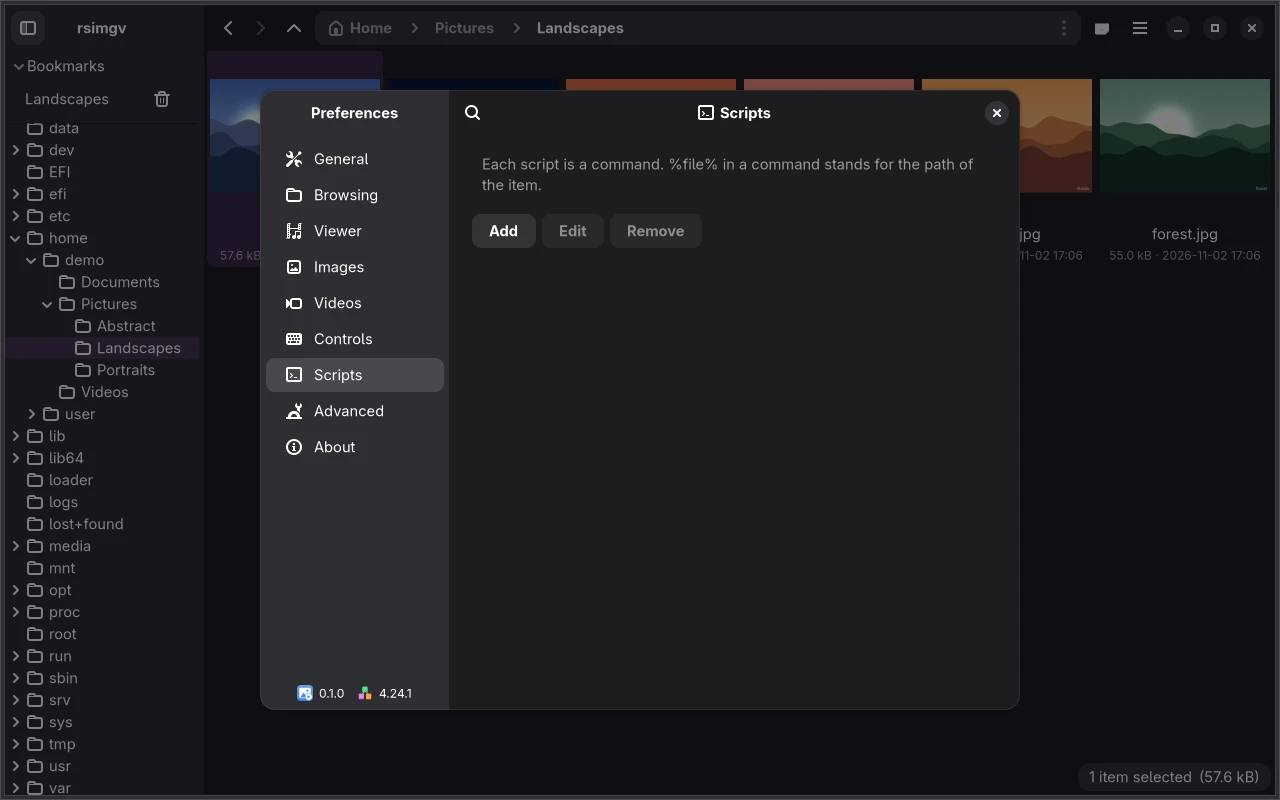 rsimgv
Home
Pictures
Landscapes
Bookmarks
Landscapes
data
dev
EFI
efi
etc
home
demo
Documents
Pictures
Abstract
Landscapes
Portraits
Videos
user
lib
lib64
loader
logs
lost+found
media
mnt
opt
proc
root
run
sbin
srv
sys
tmp
usr
var
57.6 kB
Preferences
General
Browsing
Viewer
Images
Videos
Controls
Scripts
Advanced
About
0.1.0
4.24.1
Scripts
Each script is a command. %file% in a command stands for the path of
the item.
Add
Edit
Remove
jpg
11-02 17:06
forest.jpg
55.0 kB · 2026-11-02 17:06
1 item selected (57.6 kB)